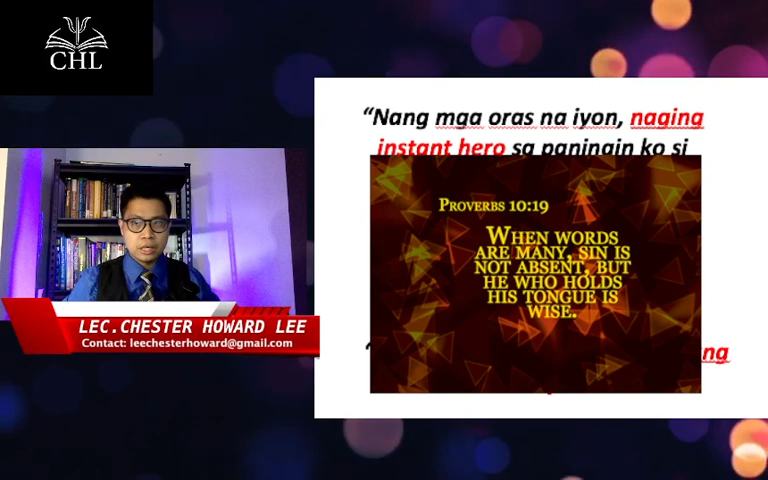 CHL
“Nang mga oras na iyon, naging
instant hero sa paningin ko si
PROVERBS 10:19
WHEN WORDS
ARE MANY, SIN IS
NOT ABSENT, BUT
HE WHO HOLDS
HIS TONGUE IS
WISE.
ng
LEC.CHESTER HOWARD LEE
Contact: leechesterhoward@gmail.com